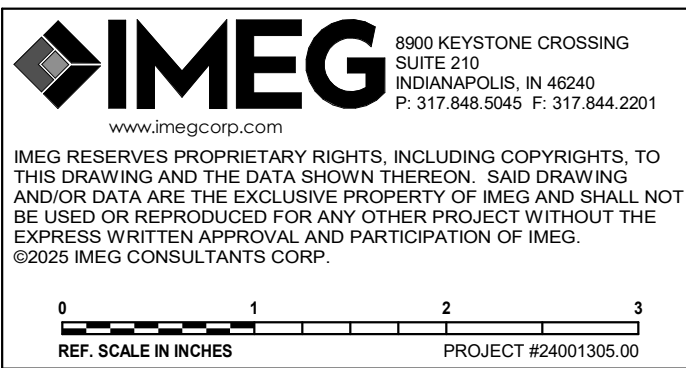 IMEG
8900 KEYSTONE CROSSING
SUITE 210
INDIANAPOLIS, IN 46240
P: 317.848.5045 F: 317.844.2201
www.imegcorp.com
IMEG RESERVES PROPRIETARY RIGHTS, INCLUDING COPYRIGHTS, TO
THIS DRAWING AND THE DATA SHOWN THEREON. SAID DRAWING
AND/OR DATA ARE THE EXCLUSIVE PROPERTY OF IMEG AND SHALL NOT
BE USED OR REPRODUCED FOR ANY OTHER PROJECT WITHOUT THE
EXPRESS WRITTEN APPROVAL AND PARTICIPATION OF IMEG.
©2025 IMEG CONSULTANTS CORP.
0 1 2 3
REF. SCALE IN INCHES PROJECT #24001305.00